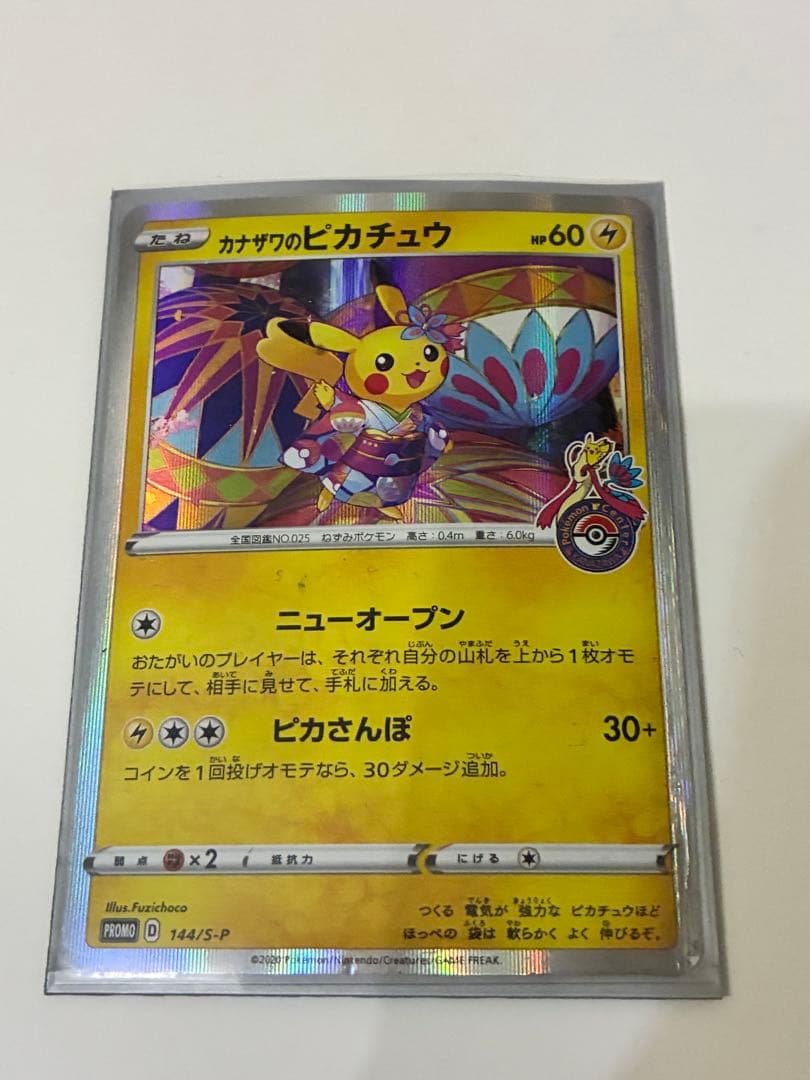 たね カナザワのピカチュウ HP60
Pokémon Center
全国図鑑NO.025 ねずみポケモン 高さ:0.4m 重さ:6.0kg
ニューオープン
おたがいのプレイヤーは、それぞれ自分の山札を上から1枚オモ
テにして、相手に見せて、手札に加える。
ピカさんぽ 30+
コインを1回投げオモテなら、30ダメージ追加。
弱点 ×2 抵抗力 にげる
Illus.Fuzichoco
PROMO D 144/S-P
つくる 電気が 強力な ピカチュウほど
ほっぺの 袋は 軟らかく よく 伸びるぞ。
©2020 Pokémon/Nintendo/Creatures/GAME FREAK.